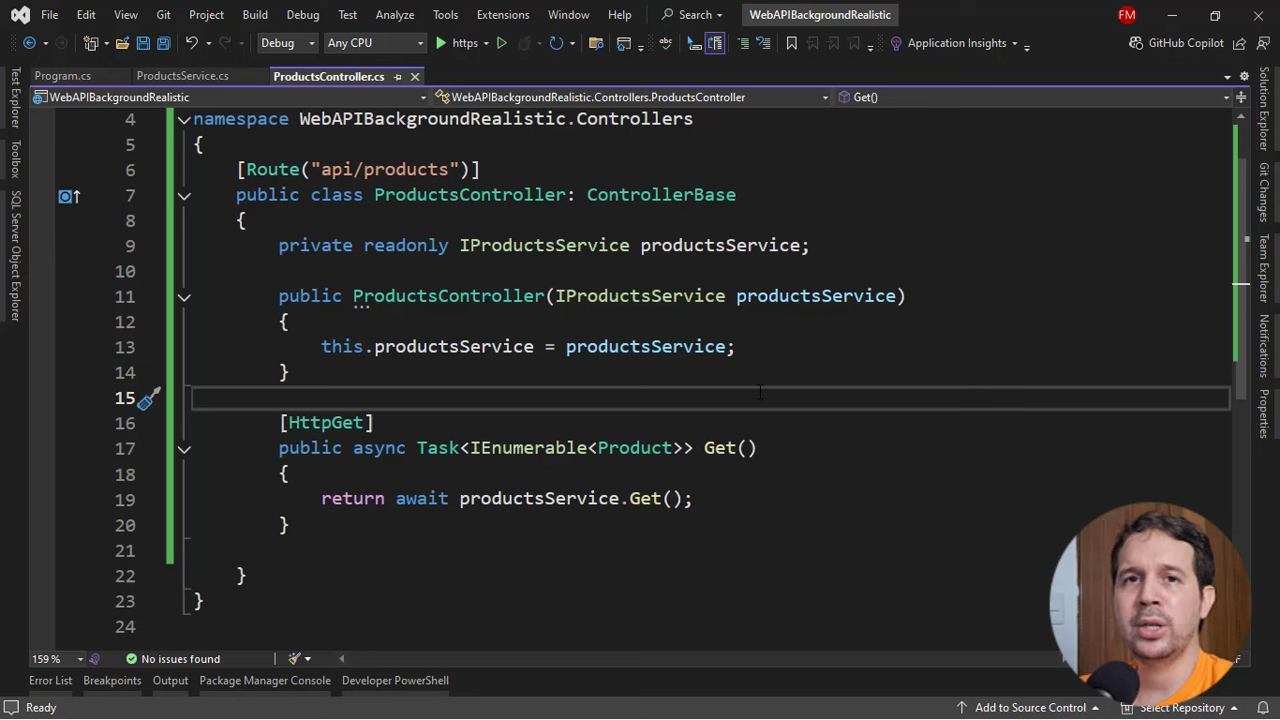 File Edit View Git Project Build Debug Test Analyze Tools Extensions Window Help Search WebAPIBackgroundRealistic FM
Debug Any CPU https Application Insights GitHub Copilot
Program.cs ProductsService.cs ProductsController.cs
WebAPIBackgroundRealistic WebAPIBackgroundRealistic.Controllers.ProductsController Get()
Test Explorer
Toolbox
SQL Server Object Explorer
4 namespace WebAPIBackgroundRealistic.Controllers
5 {
6 [Route("api/products")]
7 public class ProductsController: ControllerBase
8 {
9 private readonly IProductsService productsService;
10
11 public ProductsController(IProductsService productsService)
12 {
13 this.productsService = productsService;
14 }
15
16 [HttpGet]
17 public async Task<IEnumerable<Product>> Get()
18 {
19 return await productsService.Get();
20 }
21
22 }
23 }
24
Solution Explorer
Git Changes
Team Explorer
Notifications
Properties
159 % No issues found
Error List Breakpoints Output Package Manager Console Developer PowerShell
Ready Add to Source Control Select Repository